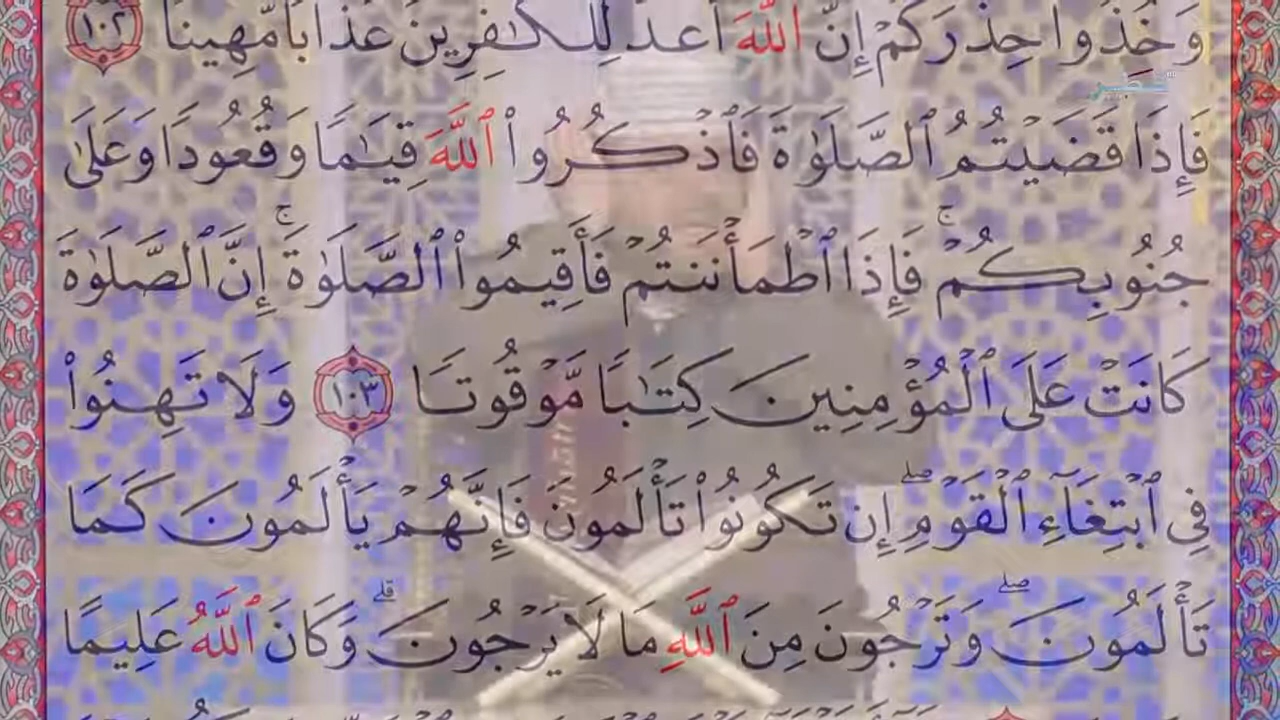 وَخُذُوا۟ حِذْرَكُمْ إِنَّ ٱللَّهَ أَعَدَّ لِلْكَـٰفِرِينَ عَذَابًا مُّهِينًا ١٠٢
فَإِذَا قَضَيْتُمُ ٱلصَّلَوٰةَ فَٱذْكُرُوا۟ ٱللَّهَ قِيَـٰمًا وَقُعُودًا وَعَلَىٰ
جُنُوبِكُمْ ۚ فَإِذَا ٱطْمَأْنَنتُمْ فَأَقِيمُوا۟ ٱلصَّلَوٰةَ ۚ إِنَّ ٱلصَّلَوٰةَ
كَانَتْ عَلَى ٱلْمُؤْمِنِينَ كِتَـٰبًا مَّوْقُوتًا ١٠٣ وَلَا تَهِنُوا۟
فِى ٱبْتِغَآءِ ٱلْقَوْمِ ۖ إِن تَكُونُوا۟ تَأْلَمُونَ فَإِنَّهُمْ يَأْلَمُونَ كَمَا
تَأْلَمُونَ ۖ وَتَرْجُونَ مِنَ ٱللَّهِ مَا لَا يَرْجُونَ ۗ وَكَانَ ٱللَّهُ عَلِيمًا